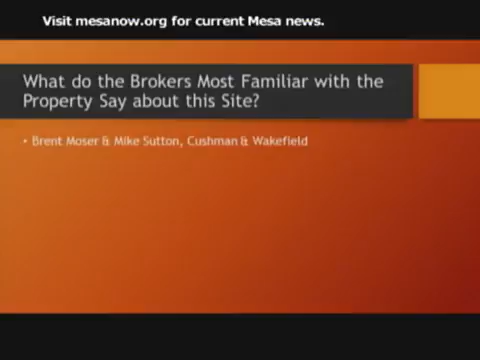 Visit mesanow.org for current Mesa news.
What do the Brokers Most Familiar with the
Property Say about this Site?
• Brent Moser & Mike Sutton, Cushman & Wakefield